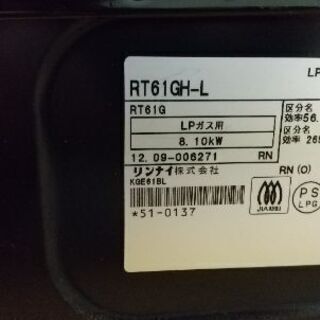 LP
RT61GH-L
RT61G
LPガス用
8.10kW
12.09-006271 RN
リンナイ株式会社
KGE61BL
*51-0137
区分名
効率56.
区分名
効率
RN(0)
PS
LPG